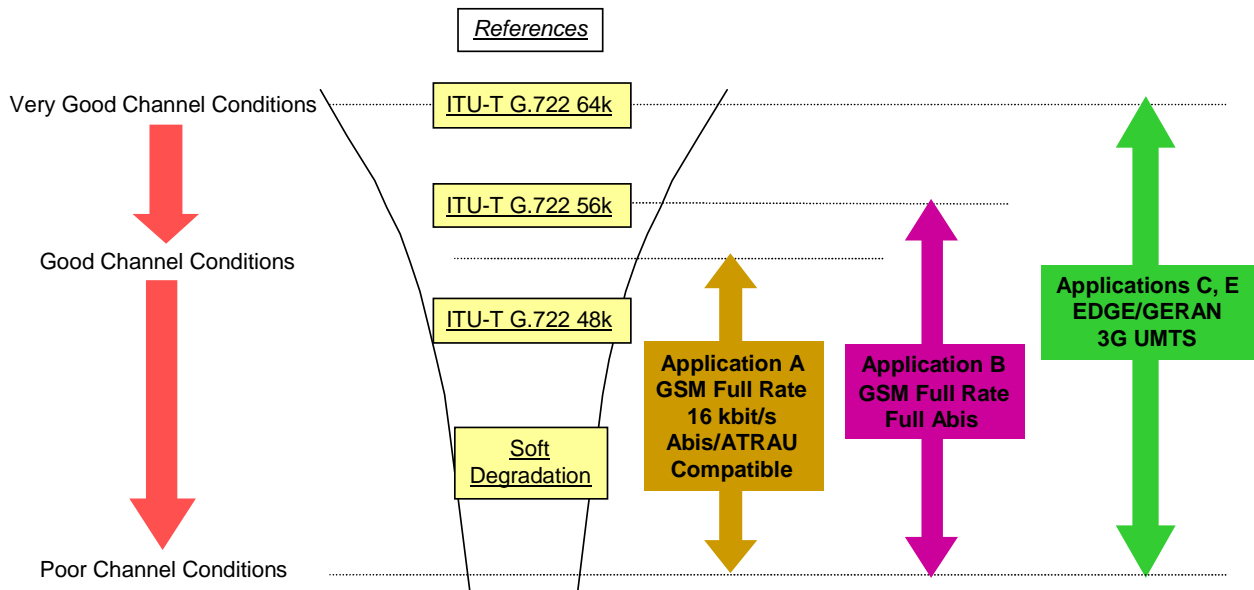 References
Very Good Channel Conditions
ITU-T G.722 64k
ITU-T G.722 56k
Good Channel Conditions
ITU-T G.722 48k
Soft
Degradation
Poor Channel Conditions
Application A
GSM Full Rate
16 kbit/s
Abis/ATRAU
Compatible
Application B
GSM Full Rate
Full Abis
Applications C, E
EDGE/GERAN
3G UMTS